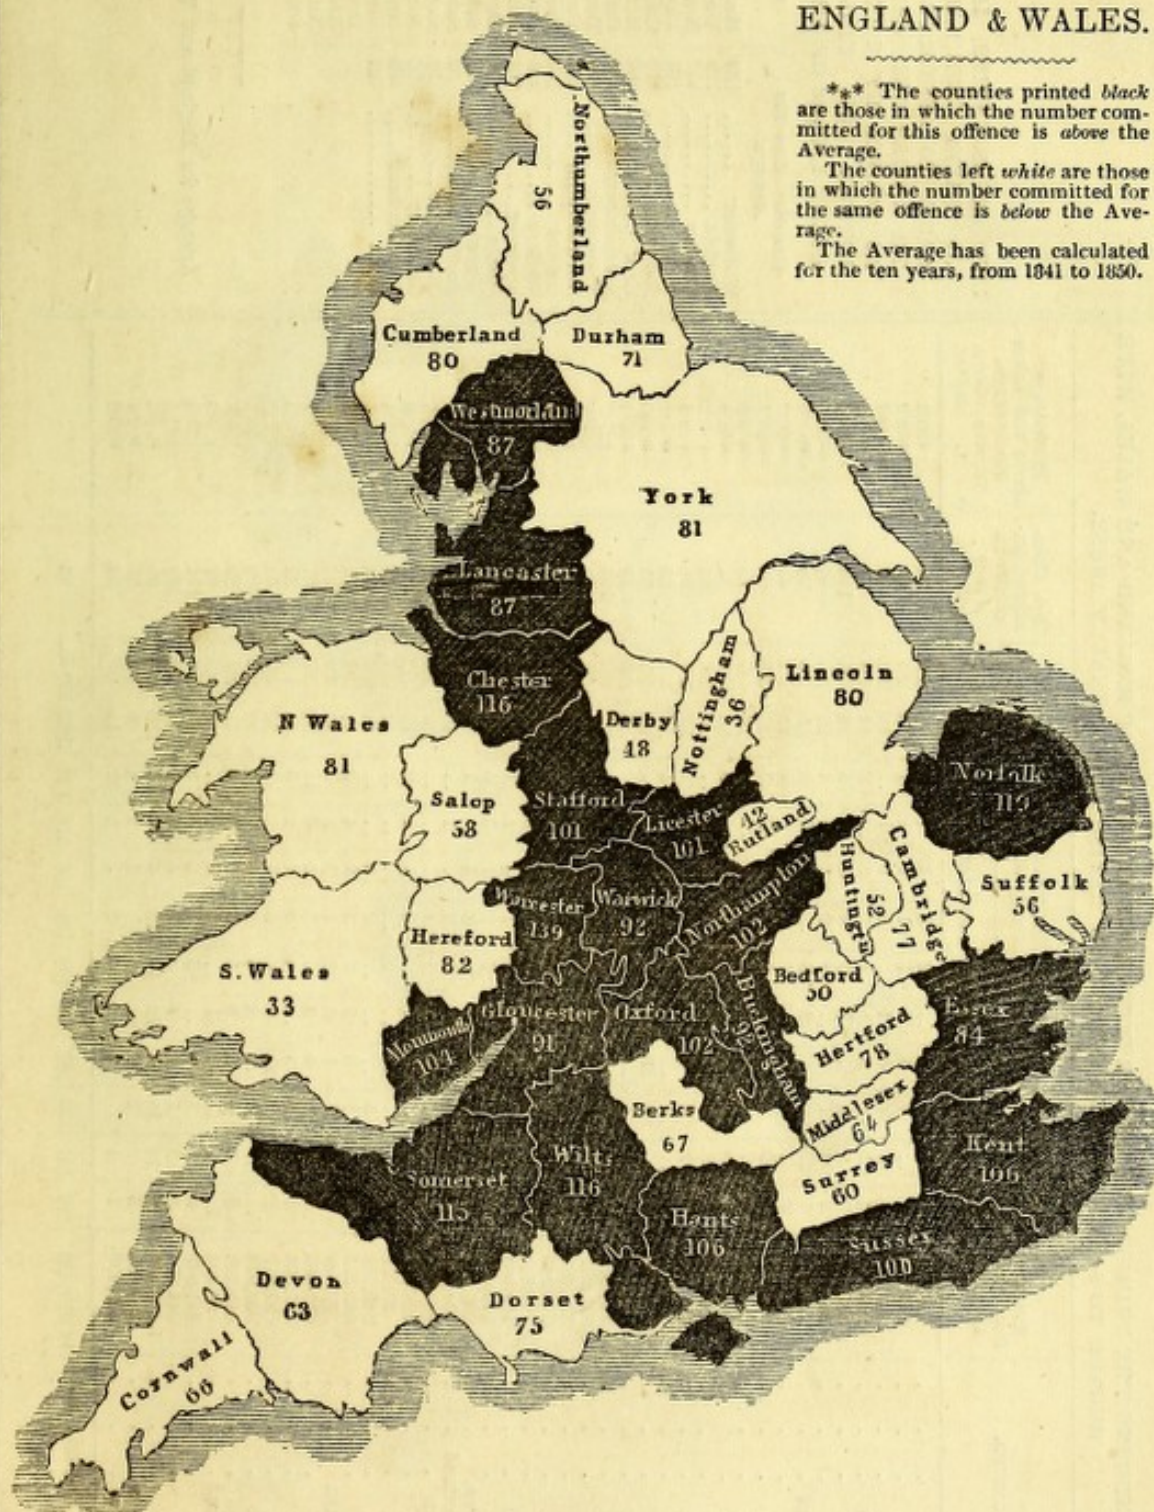 ENGLAND & WALES.
*** The counties printed black
are those in which the number com-
mitted for this offence is above the
Average.
The counties left white are those
in which the number committed for
the same offence is below the Ave-
rage.
The Average has been calculated
for the ten years, from 1841 to 1850.
Northumberland
56
Cumberland
80
Durham
71
Westmorland
87
York
81
Lancaster
87
Chester
116
Derby
Nottingham
36
Lincoln
80
N Wales
81
Salop
58
Stafford
101
Licester
101
42
Rutland
Norfolk
Huntington
52
Cambridge
77
Suffolk
56
Worcester
139
Warwick
92
Northampton
102
Hereford
82
S. Wales
33
Monmouth
Gloucester
91
Oxford
102
Buckingham
92
Bedford
Hertford
78
Essex
84
Middlesex
64
Berks
67
Surrey
60
Kent
106
Somerset
115
Wilts
116
Hants
106
Sussex
100
Devon
63
Dorset
75
Cornwall
66